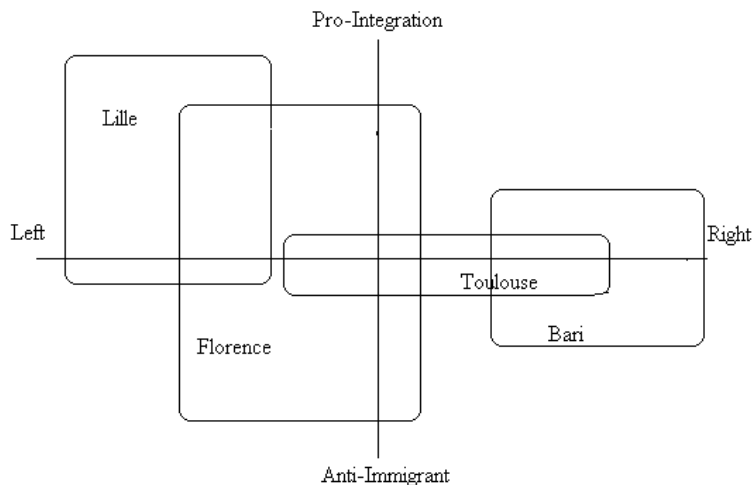 Pro-Integration
Lille
Left
Right
Toulouse
Bari
Florence
Anti-Immigrant